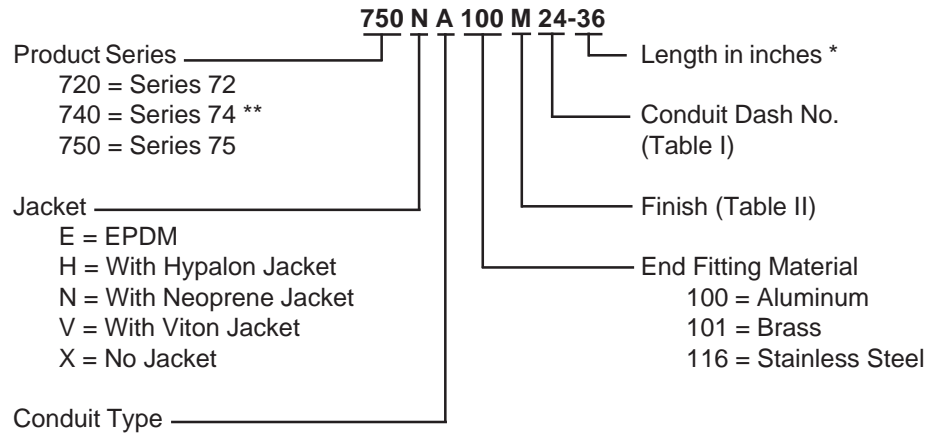 750 N A 100 M 24-36
Product Series
720 = Series 72
740 = Series 74 **
750 = Series 75
Jacket
E = EPDM
H = With Hypalon Jacket
N = With Neoprene Jacket
V = With Viton Jacket
X = No Jacket
Conduit Type
Length in inches *
Conduit Dash No.
(Table I)
Finish (Table II)
End Fitting Material
100 = Aluminum
101 = Brass
116 = Stainless Steel